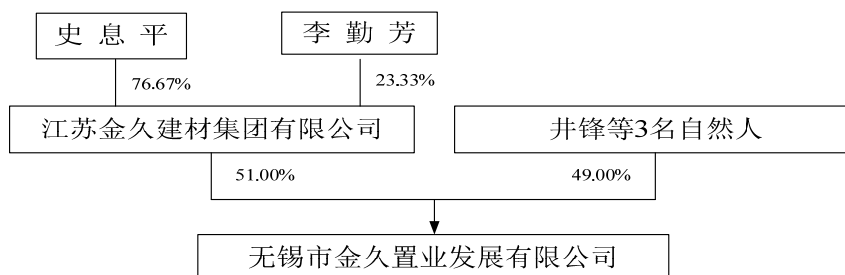 史息平
李勤芳
76.67%
23.33%
江苏金久建材集团有限公司
井锋等3名自然人
51.00%
49.00%
无锡市金久置业发展有限公司